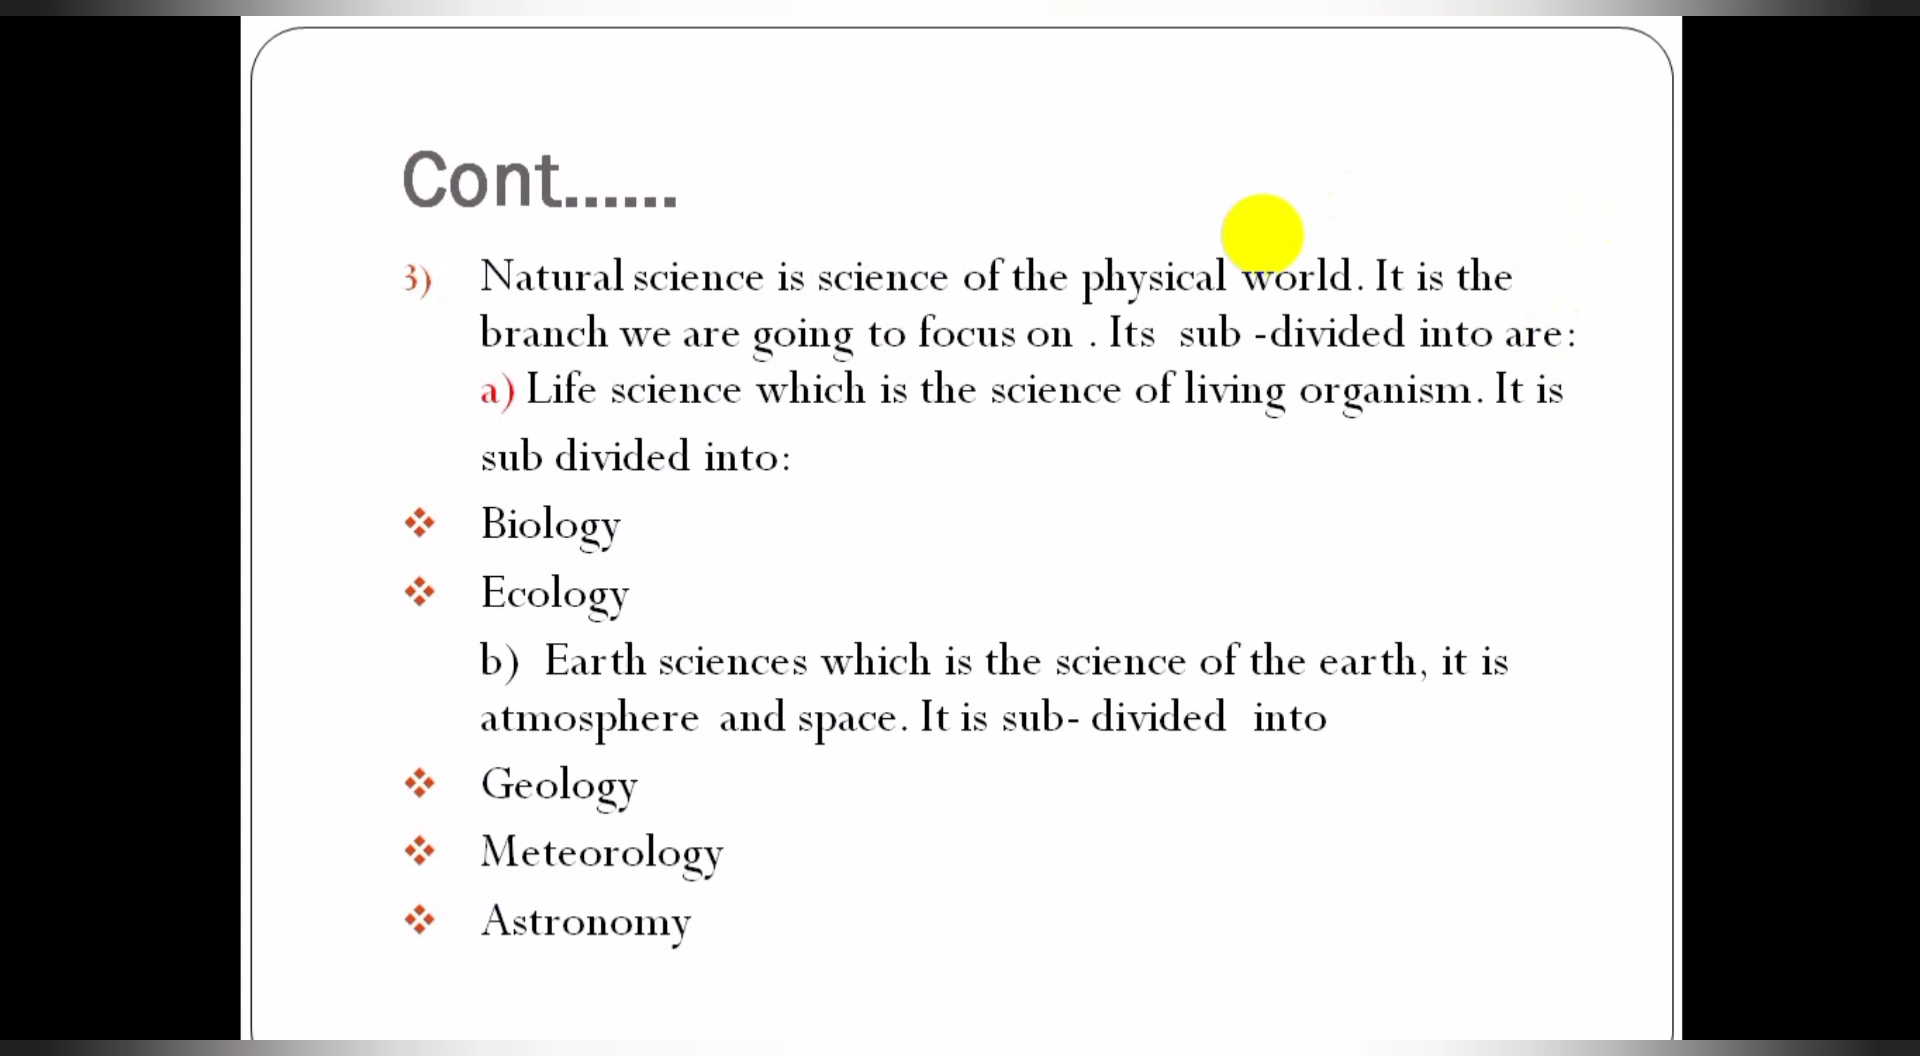 Cont......
3) Natural science is science of the physical world. It is the
branch we are going to focus on . Its sub -divided into are:
a) Life science which is the science of living organism. It is
sub divided into:
❖ Biology
❖ Ecology
b) Earth sciences which is the science of the earth, it is
atmosphere and space. It is sub- divided into
❖ Geology
❖ Meteorology
❖ Astronomy